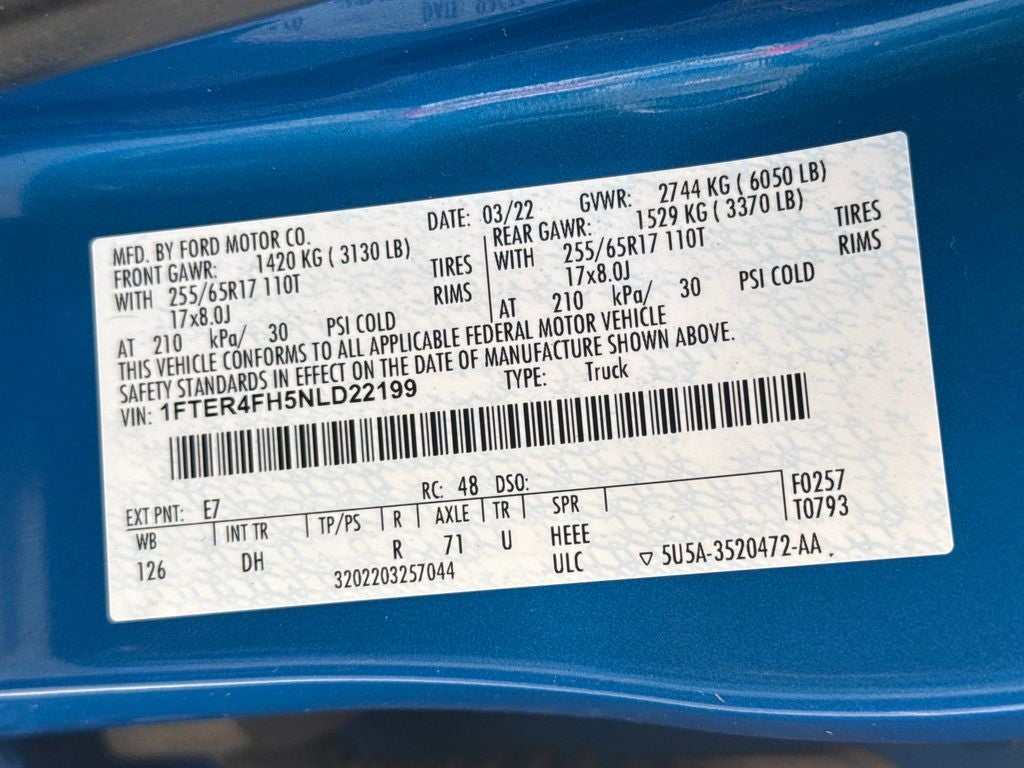 MFD. BY FORD MOTOR CO. DATE: 03/22 GVWR: 2744 KG ( 6050 LB)
FRONT GAWR: 1420 KG ( 3130 LB) REAR GAWR: 1529 KG ( 3370 LB)
WITH 255/65R17 110T TIRES WITH 255/65R17 110T TIRES
17x8.0J RIMS 17x8.0J RIMS
AT 210 kPa/ 30 PSI COLD AT 210 kPa/ 30 PSI COLD
THIS VEHICLE CONFORMS TO ALL APPLICABLE FEDERAL MOTOR VEHICLE
SAFETY STANDARDS IN EFFECT ON THE DATE OF MANUFACTURE SHOWN ABOVE.
VIN: 1FTER4FH5NLD22199 TYPE: Truck
EXT PNT: E7 RC: 48 DSO: F0257
WB INT TR TP/PS R AXLE TR SPR T0793
126 DH R 71 U HEEE
3202203257044 ULC ▽ 5U5A-3520472-AA